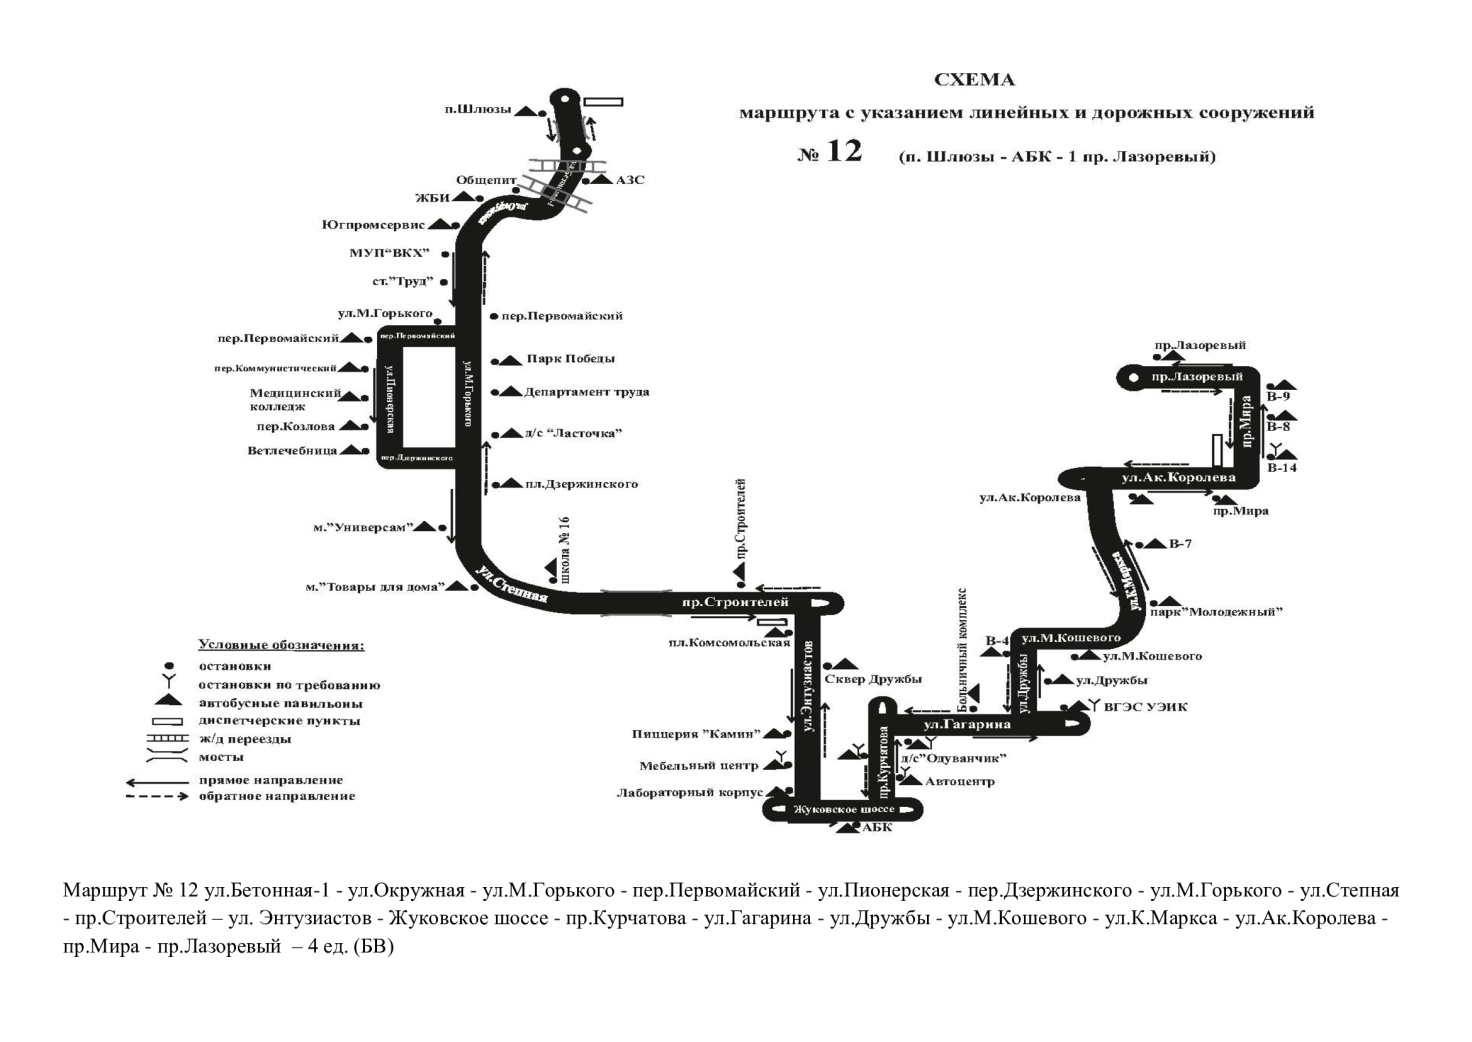 СХЕМА
маршрута с указанием линейных и дорожных сооружений
№ 12 (п. Шлюзы - АБК - 1 пр. Лазоревый)
п.Шлюзы
АЗС
Общепит
ЖБИ
ул.Окружная
Югпромсервис
МУП“ВКХ”
ст.”Труд”
ул.М.Горького
пер.Первомайский
пер.Первомайский
пер.Первомайский
пер.Коммунистический
Медицинский
колледж
пер.Козлова
Ветлечебница
ул.Пионерская
пер.Дзержинского
ул.М.Горького
Парк Победы
Департамент труда
д/с “Ласточка”
пл.Дзержинского
м.”Универсам”
м.”Товары для дома”
ул.Степная
школа № 16
пр.Строителей
пр.Строителей
пл.Комсомольская
ул.Энтузиастов
Сквер Дружбы
Пиццерия ”Камин”
Мебельный центр
Лабораторный корпус
Жуковское шоссе
АБК
пр.Курчатова
Автоцентр
д/с”Одуванчик”
ул.Гагарина
Больничный комплекс
ВГЭС УЭИК
ул.Дружбы
ул.Дружбы
В-4
ул.М.Кошевого
ул.М.Кошевого
парк”Молодежный”
ул.К.Маркса
В-7
ул.Ак.Королева
ул.Ак.Королева
пр.Мира
пр.Мира
В-14
В-8
В-9
пр.Лазоревый
пр.Лазоревый
Условные обозначения:
остановки
остановки по требованию
автобусные павильоны
диспетчерские пункты
ж/д переезды
мосты
прямое направление
обратное направление
Маршрут № 12 ул.Бетонная-1 - ул.Окружная - ул.М.Горького - пер.Первомайский - ул.Пионерская - пер.Дзержинского - ул.М.Горького - ул.Степная
- пр.Строителей – ул. Энтузиастов - Жуковское шоссе - пр.Курчатова - ул.Гагарина - ул.Дружбы - ул.М.Кошевого - ул.К.Маркса - ул.Ак.Королева -
пр.Мира - пр.Лазоревый – 4 ед. (БВ)